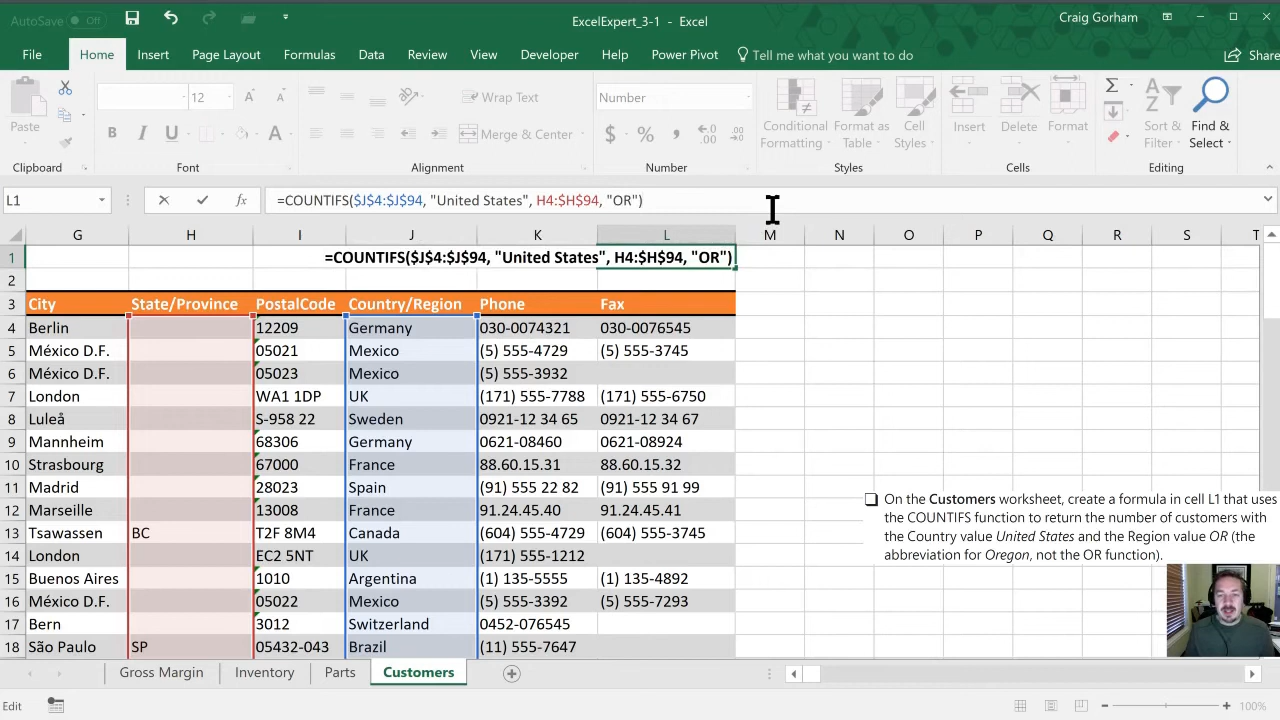 AutoSave Off ExcelExpert_3-1 - Excel Craig Gorham
File Home Insert Page Layout Formulas Data Review View Developer Help Power Pivot Tell me what you want to do Share
Paste 12 A A Wrap Text Number Conditional Formatting Format as Table Cell Styles Insert Delete Format Sort & Filter Find & Select
B I U A Merge & Center $ % , .00
Clipboard Font Alignment Number Styles Cells Editing
L1 fx =COUNTIFS($J$4:$J$94, "United States", H4:$H$94, "OR")
G H I J K L M N O P Q R S T
1 =COUNTIFS($J$4:$J$94, "United States", H4:$H$94, "OR")
2
3 City State/Province PostalCode Country/Region Phone Fax
4 Berlin 12209 Germany 030-0074321 030-0076545
5 México D.F. 05021 Mexico (5) 555-4729 (5) 555-3745
6 México D.F. 05023 Mexico (5) 555-3932
7 London WA1 1DP UK (171) 555-7788 (171) 555-6750
8 Luleå S-958 22 Sweden 0921-12 34 65 0921-12 34 67
9 Mannheim 68306 Germany 0621-08460 0621-08924
10 Strasbourg 67000 France 88.60.15.31 88.60.15.32
11 Madrid 28023 Spain (91) 555 22 82 (91) 555 91 99
12 Marseille 13008 France 91.24.45.40 91.24.45.41
13 Tsawassen BC T2F 8M4 Canada (604) 555-4729 (604) 555-3745
14 London EC2 5NT UK (171) 555-1212
15 Buenos Aires 1010 Argentina (1) 135-5555 (1) 135-4892
16 México D.F. 05022 Mexico (5) 555-3392 (5) 555-7293
17 Bern 3012 Switzerland 0452-076545
18 São Paulo SP 05432-043 Brazil (11) 555-7647
On the Customers worksheet, create a formula in cell L1 that uses
the COUNTIFS function to return the number of customers with
the Country value United States and the Region value OR (the
abbreviation for Oregon, not the OR function).
Gross Margin Inventory Parts Customers
Edit 100%